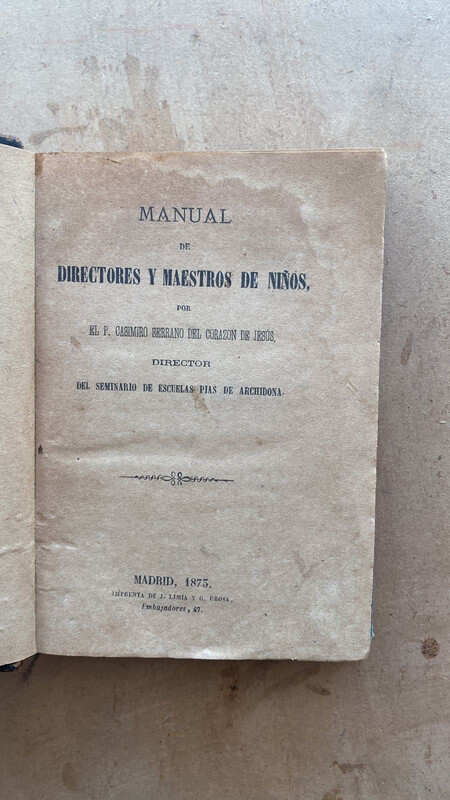 MANUAL
DE
DIRECTORES Y MAESTROS DE NIÑOS,
POR
EL P. CASIMIRO SERRANO DEL CORAZON DE JESÚS,
DIRECTOR
DEL SEMINARIO DE ESCUELAS PIAS DE ARCHIDONA.
MADRID, 1875.
IMPRENTA DE J. LIMIA Y G. UROSA,
Embajadores, 47.